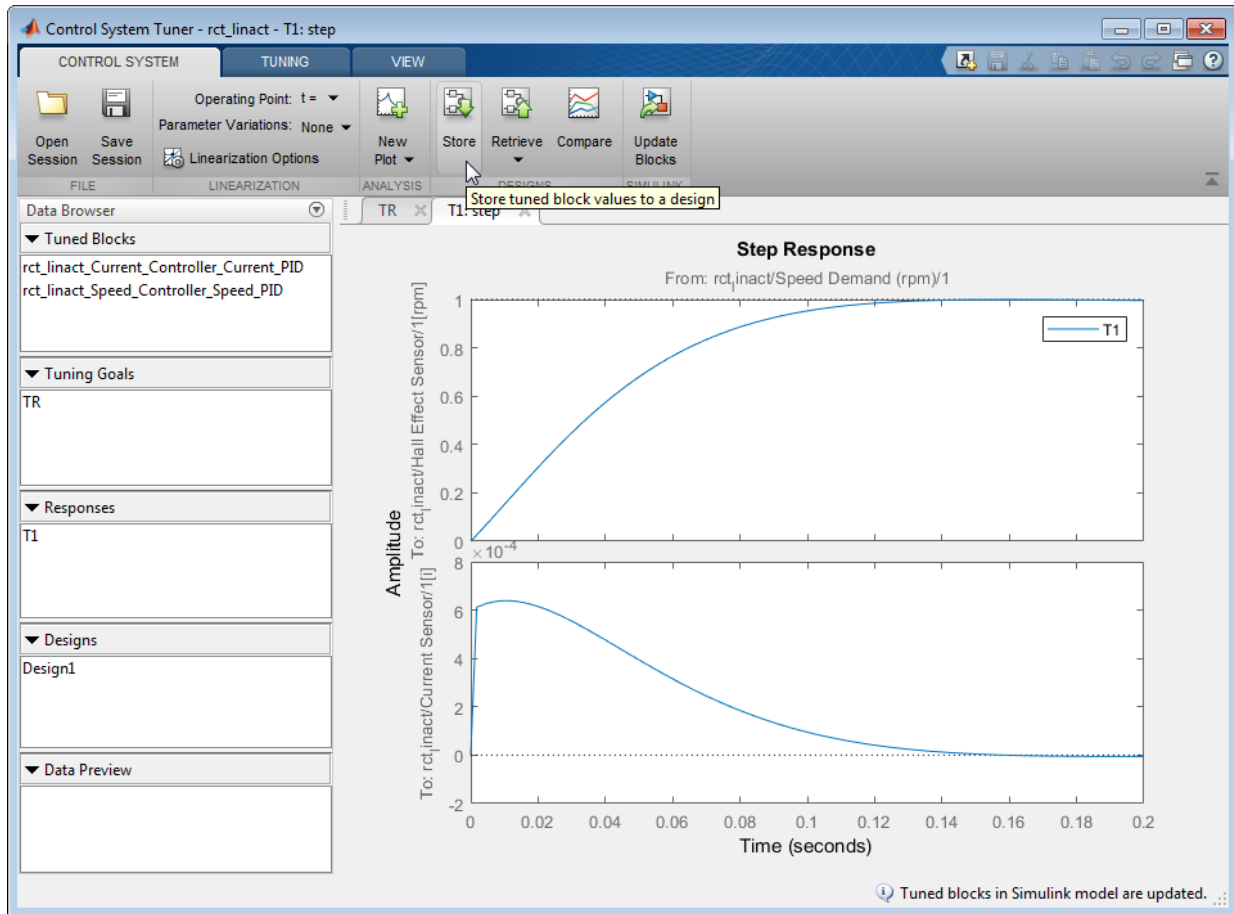 Control System Tuner - rct_linact - T1: step
CONTROL SYSTEM TUNING VIEW
Operating Point: t =
Parameter Variations: None
Linearization Options
Open Session
Save Session
New Plot
Store
Retrieve
Compare
Update Blocks
FILE LINEARIZATION ANALYSIS DESIGNS SIMULINK
Store tuned block values to a design
Data Browser
TR T1: step
Tuned Blocks
rct_linact_Current_Controller_Current_PID
rct_linact_Speed_Controller_Speed_PID
Tuning Goals
TR
Responses
T1
Designs
Design1
Data Preview
Step Response
From: rct_linact/Speed Demand (rpm)/1
T1
Amplitude
To: rct_linact/Hall Effect Sensor/1[rpm]
1
0.8
0.6
0.4
0.2
0
×10-4
To: rct_linact/Current Sensor/1[i]
8
6
4
2
0
-2
0 0.02 0.04 0.06 0.08 0.1 0.12 0.14 0.16 0.18 0.2
Time (seconds)
Tuned blocks in Simulink model are updated.